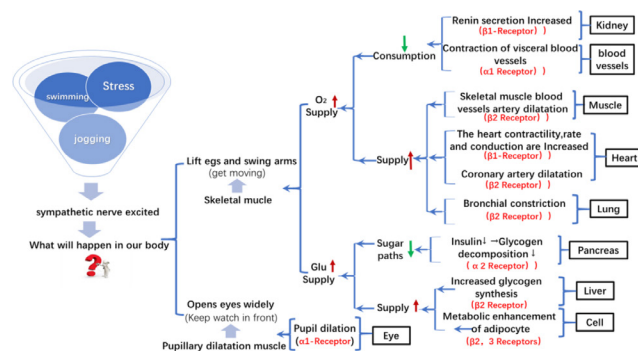 swimming
Stress
jogging
sympathetic nerve excited
What will happen in our body
?
Lift egs and swing arms
(get moving)
Skeletal mucle
Opens eyes widely
(Keep watch in front)
Pupillary dilatation muscle
Pupil dilation
(α1-Receptor)
Eye
O2
Supply
Consumption
Renin secretion Increased
(β1-Receptor)
Kidney
Contraction of visceral blood
vessels
(α1 Receptor)
blood
vessels
Supply
Skeletal muscle blood
vessels artery dilatation
(β2 Receptor)
Muscle
The heart contractility,rate
and conduction are Increased
(β1-Receptor)
Coronary artery dilatation
(β2 Receptor)
Heart
Bronchial constriction
(β2 Receptor)
Lung
Glu
Supply
Sugar
paths
Insulin↓ →Glycogen
decomposition ↓
(α 2 Receptor)
Pancreas
Supply
Increased glycogen
synthesis
(β2 Receptor)
Liver
Metabolic enhancement
of adipocyte
(β2, 3 Receptors)
Cell